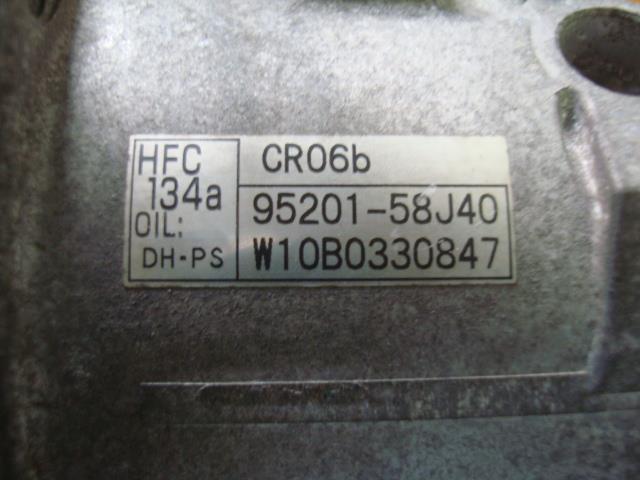 HFC
134a
OIL:
DH-PS
CR06b
95201-58J40
W10B0330847